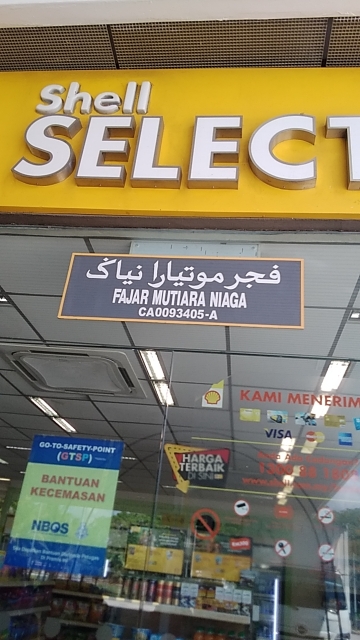 Shell
SELECT
فجر موتيارا نياڬ
FAJAR MUTIARA NIAGA
CA0093405-A
KAMI MENERIM
VISA
GO-TO-SAFETY-POINT
(GTSP)
BANTUAN
KECEMASAN
NBOS
HARGA
TERBAIK
DI SINI